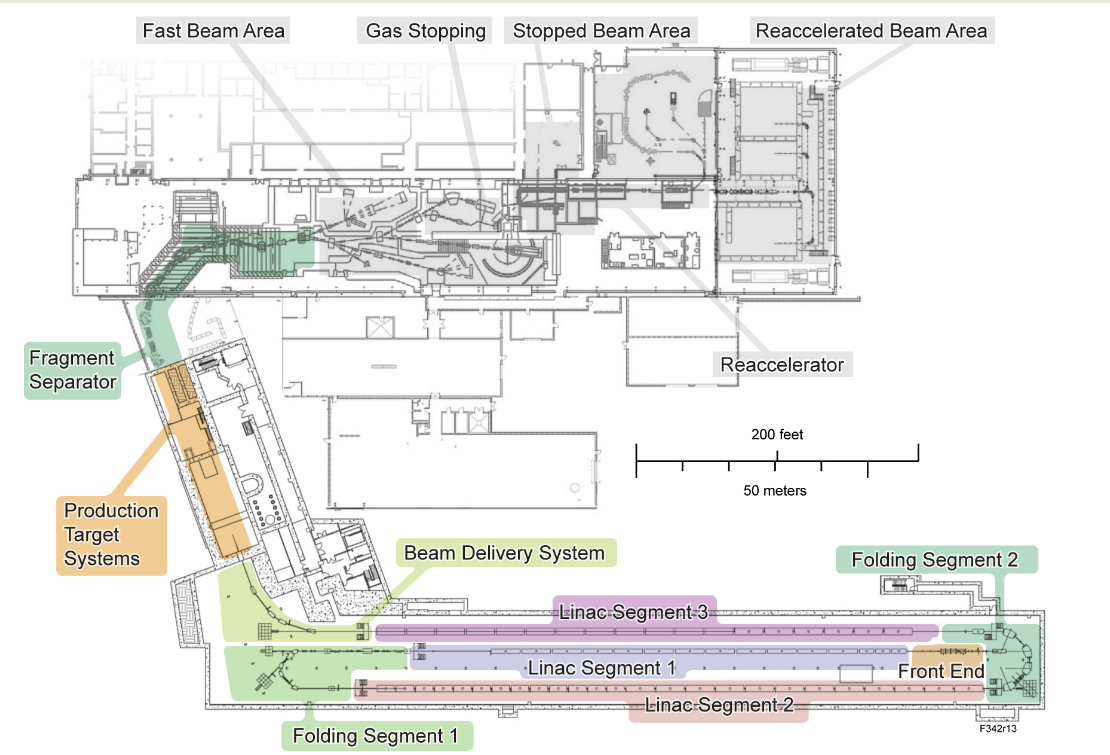 Fast Beam Area
Gas Stopping
Stopped Beam Area
Reaccelerated Beam Area
Fragment
Separator
Reaccelerator
200 feet
50 meters
Production
Target
Systems
Beam Delivery System
Folding Segment 2
Linac Segment 3
Linac Segment 1
Front End
Linac Segment 2
Folding Segment 1
F342r13